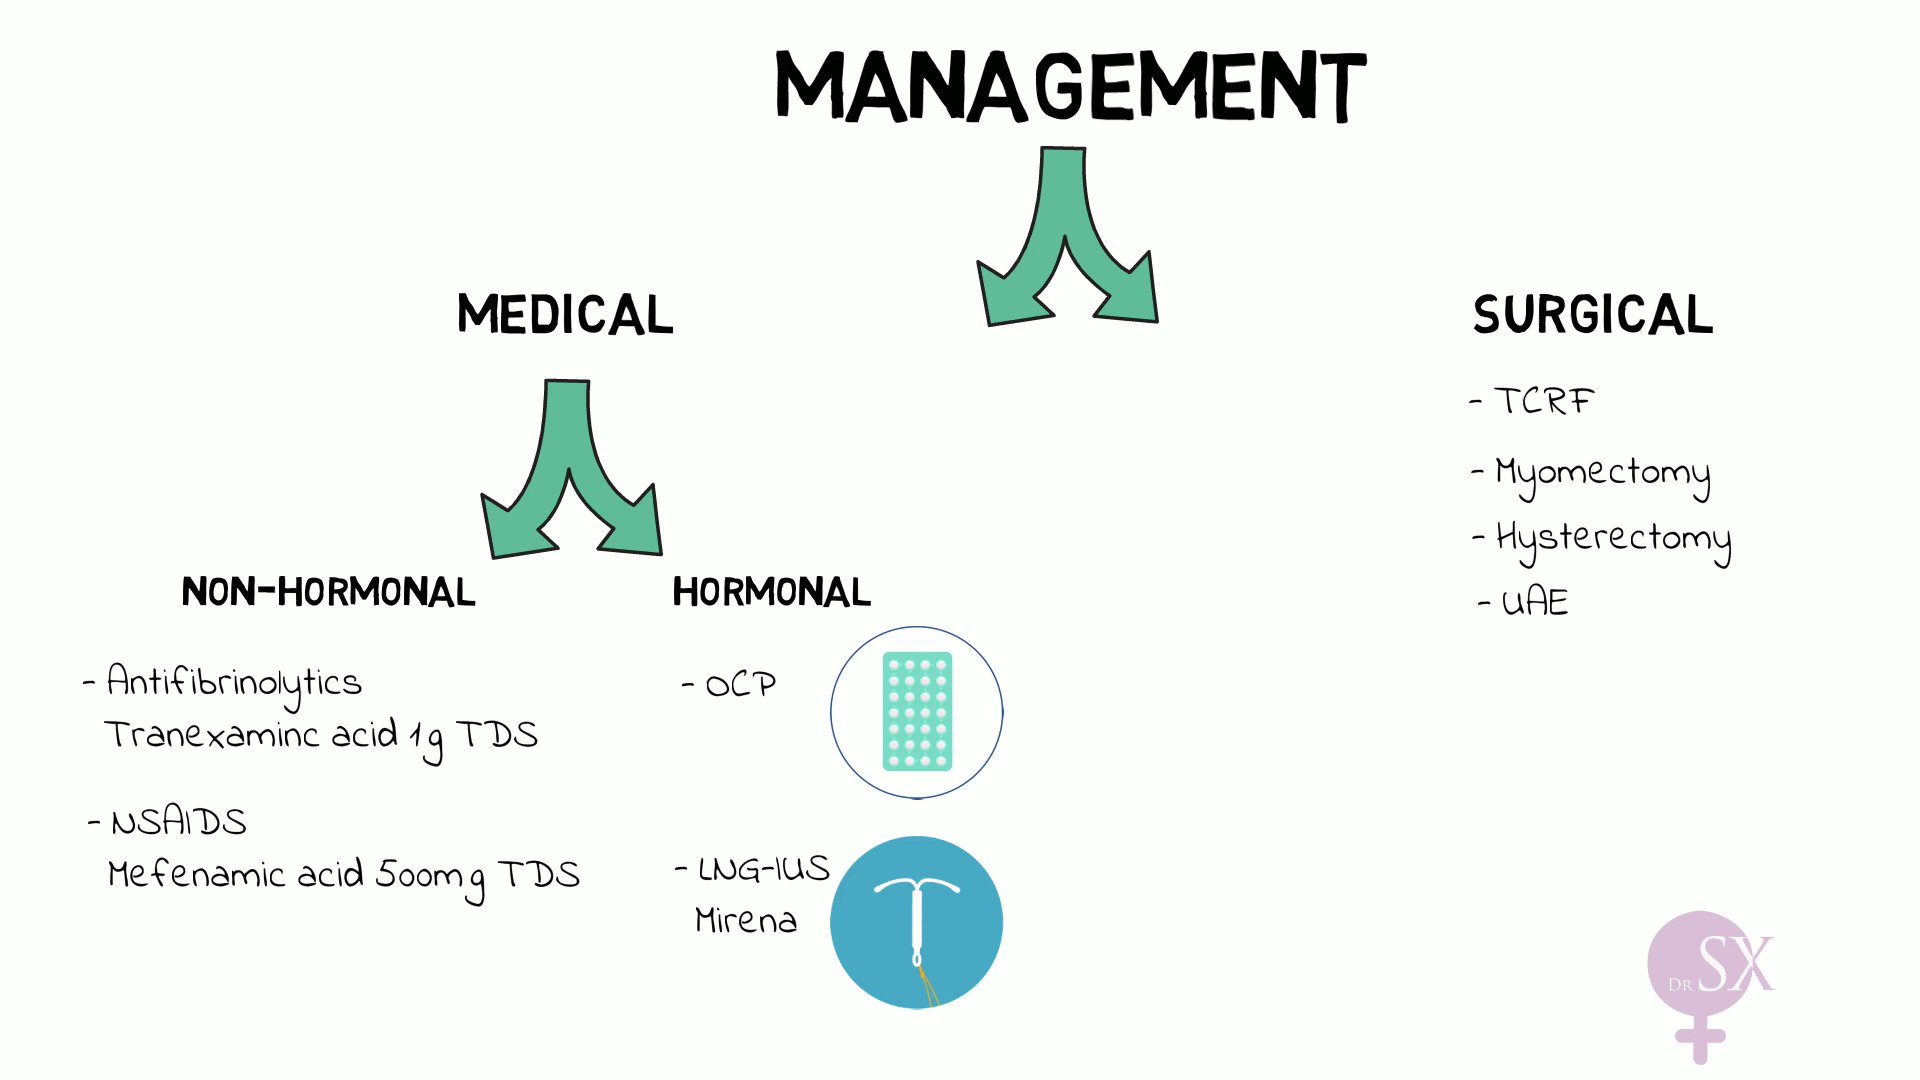 MANAGEMENT
MEDICAL
SURGICAL
- TCRF
- Myomectomy
- Hysterectomy
- UAE
NON-HORMONAL
- Antifibrinolytics
Tranexaminc acid 1g TDS
- NSAIDS
Mefenamic acid 500mg TDS
HORMONAL
- OCP
- LNG-IUS
Mirena
DR SX